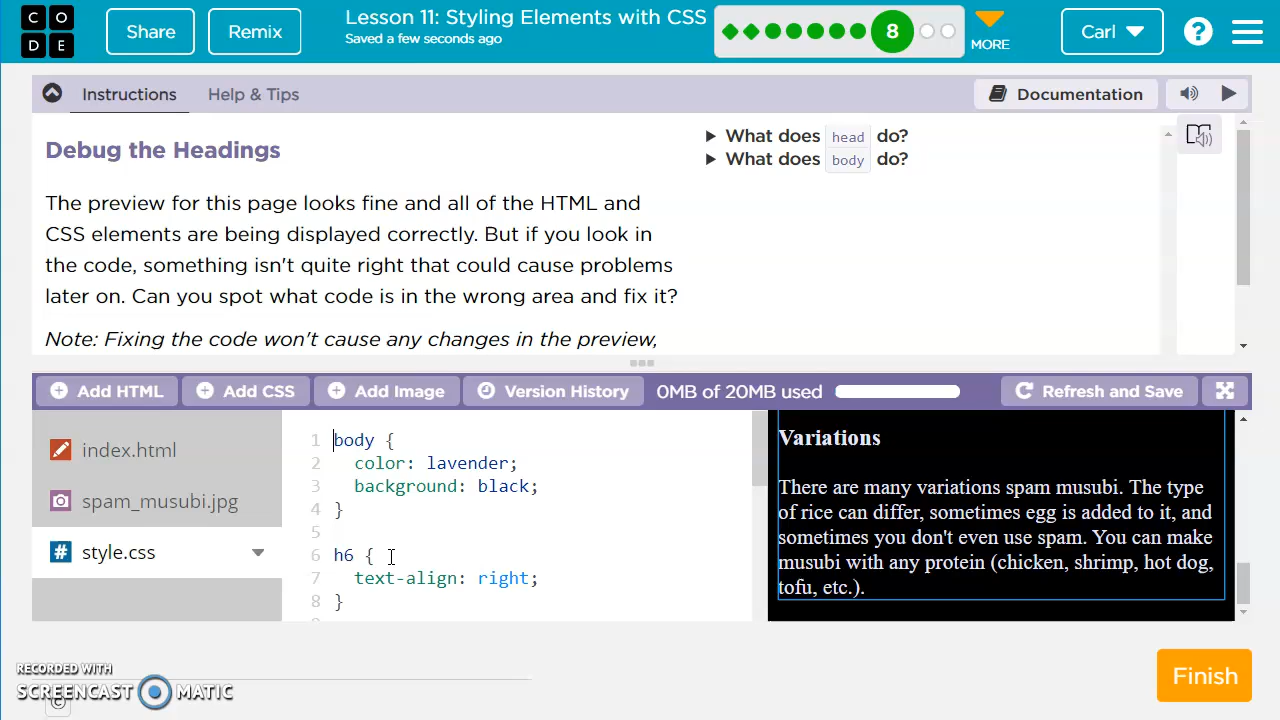 CODE
Share
Remix
Lesson 11: Styling Elements with CSS
Saved a few seconds ago
8
MORE
Carl
?
Instructions
Help & Tips
Documentation
Debug the Headings
The preview for this page looks fine and all of the HTML and
CSS elements are being displayed correctly. But if you look in
the code, something isn't quite right that could cause problems
later on. Can you spot what code is in the wrong area and fix it?
Note: Fixing the code won't cause any changes in the preview,
What does head do?
What does body do?
Add HTML
Add CSS
Add Image
Version History
0MB of 20MB used
Refresh and Save
index.html
spam_musubi.jpg
# style.css
1 body {
2 color: lavender;
3 background: black;
4 }
5
6 h6 {
7 text-align: right;
8 }
Variations
There are many variations spam musubi. The type
of rice can differ, sometimes egg is added to it, and
sometimes you don't even use spam. You can make
musubi with any protein (chicken, shrimp, hot dog,
tofu, etc.).
Finish
RECORDED WITH
SCREENCAST MATIC
©